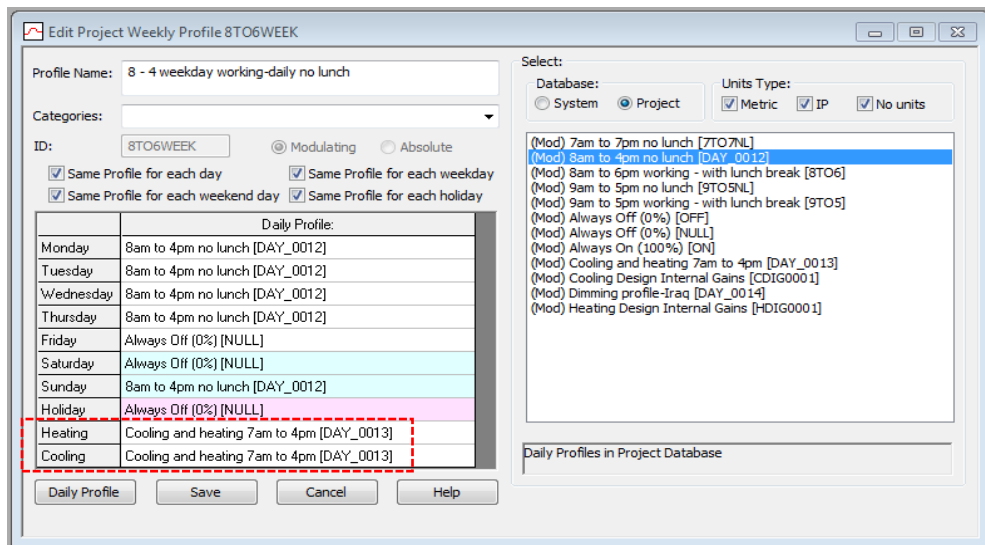 Edit Project Weekly Profile 8TO6WEEK
Profile Name: 8 - 4 weekday working-daily no lunch
Categories:
ID: 8TO6WEEK Modulating Absolute
Same Profile for each day Same Profile for each weekday
Same Profile for each weekend day Same Profile for each holiday
Daily Profile:
Monday 8am to 4pm no lunch [DAY_0012]
Tuesday 8am to 4pm no lunch [DAY_0012]
Wednesday 8am to 4pm no lunch [DAY_0012]
Thursday 8am to 4pm no lunch [DAY_0012]
Friday Always Off (0%) [NULL]
Saturday Always Off (0%) [NULL]
Sunday 8am to 4pm no lunch [DAY_0012]
Holiday Always Off (0%) [NULL]
Heating Cooling and heating 7am to 4pm [DAY_0013]
Cooling Cooling and heating 7am to 4pm [DAY_0013]
Daily Profile Save Cancel Help
Select:
Database: Units Type:
System Project Metric IP No units
(Mod) 7am to 7pm no lunch [7TO7NL]
(Mod) 8am to 4pm no lunch [DAY_0012]
(Mod) 8am to 6pm working - with lunch break [8TO6]
(Mod) 9am to 5pm no lunch [9TO5NL]
(Mod) 9am to 5pm working - with lunch break [9TO5]
(Mod) Always Off (0%) [OFF]
(Mod) Always Off (0%) [NULL]
(Mod) Always On (100%) [ON]
(Mod) Cooling and heating 7am to 4pm [DAY_0013]
(Mod) Cooling Design Internal Gains [CDIG0001]
(Mod) Dimming profile-Iraq [DAY_0014]
(Mod) Heating Design Internal Gains [HDIG0001]
Daily Profiles in Project Database